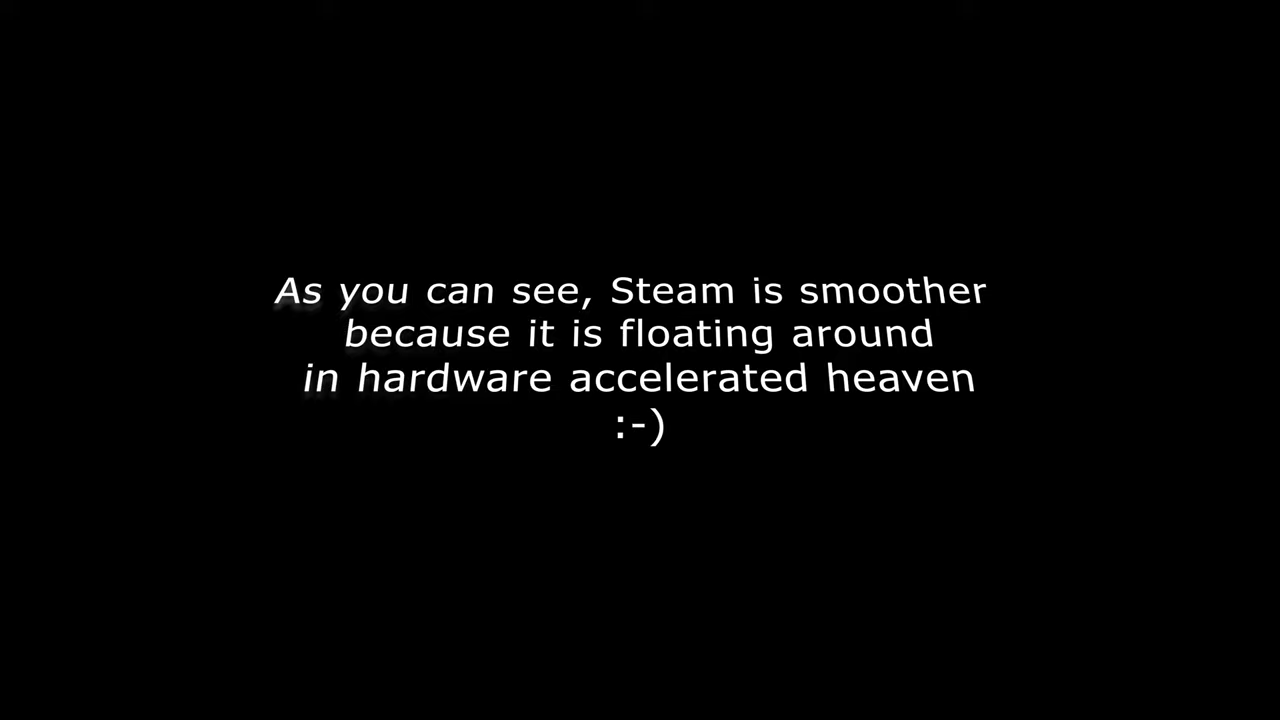 As you can see, Steam is smoother
because it is floating around
in hardware accelerated heaven
:-)